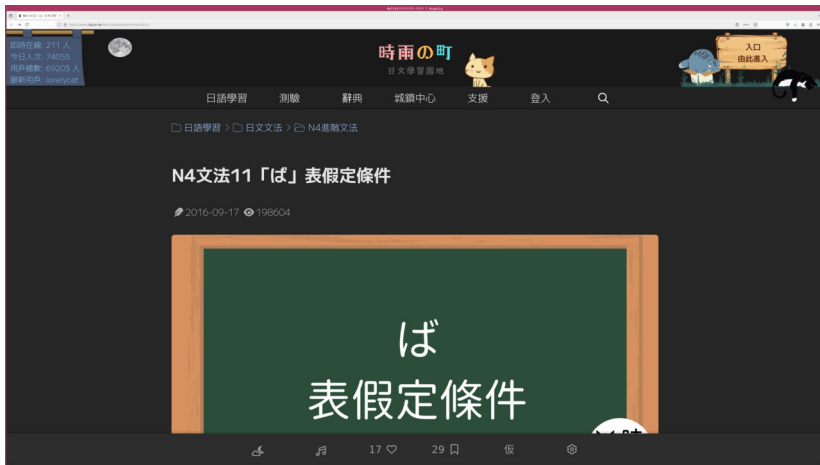 即時在線: 211 人
今日人次: 74055
用戶總數: 69203 人
最新用戶: lonelycat
時雨の町
日文學習園地
入口
由此進入
日語學習 測驗 辭典 城鎮中心 支援 登入
日語學習 > 日文文法 > N4進階文法
N4文法11「ば」表假定條件
2016-09-17 198604
ば
表假定條件
17 29 仮